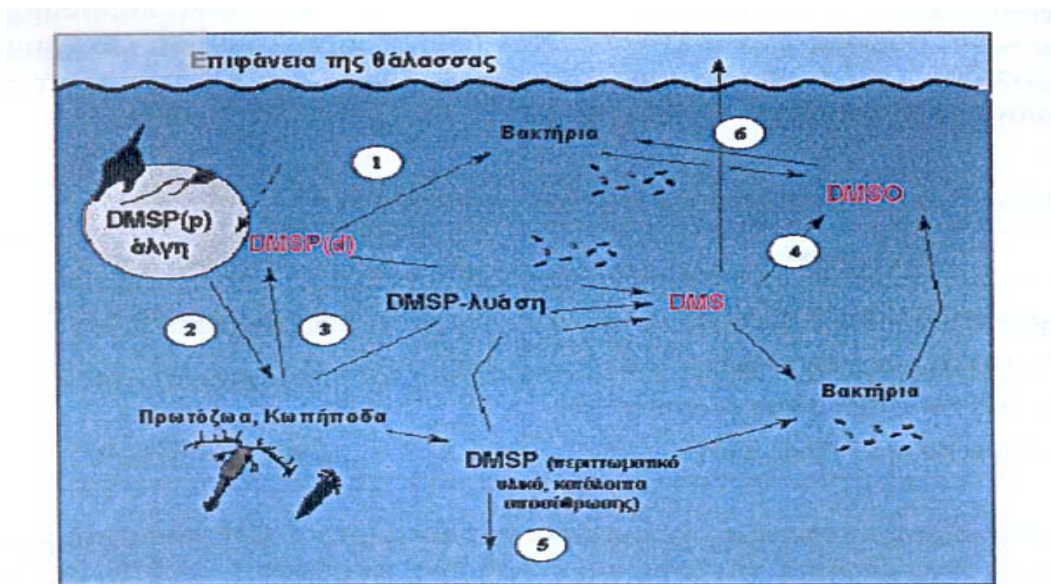 Επιφάνεια της θάλασσας
Βακτήρια
1
6
DMSP(p)
άλγη
DMSP(d)
DMSO
4
DMSP-λυάση
DMS
2
3
Πρωτόζωα, Κωπήποδα
Βακτήρια
DMSP (περιττωματικό
υλικό, κατάλοιπα
αποσύθρωσης)
5